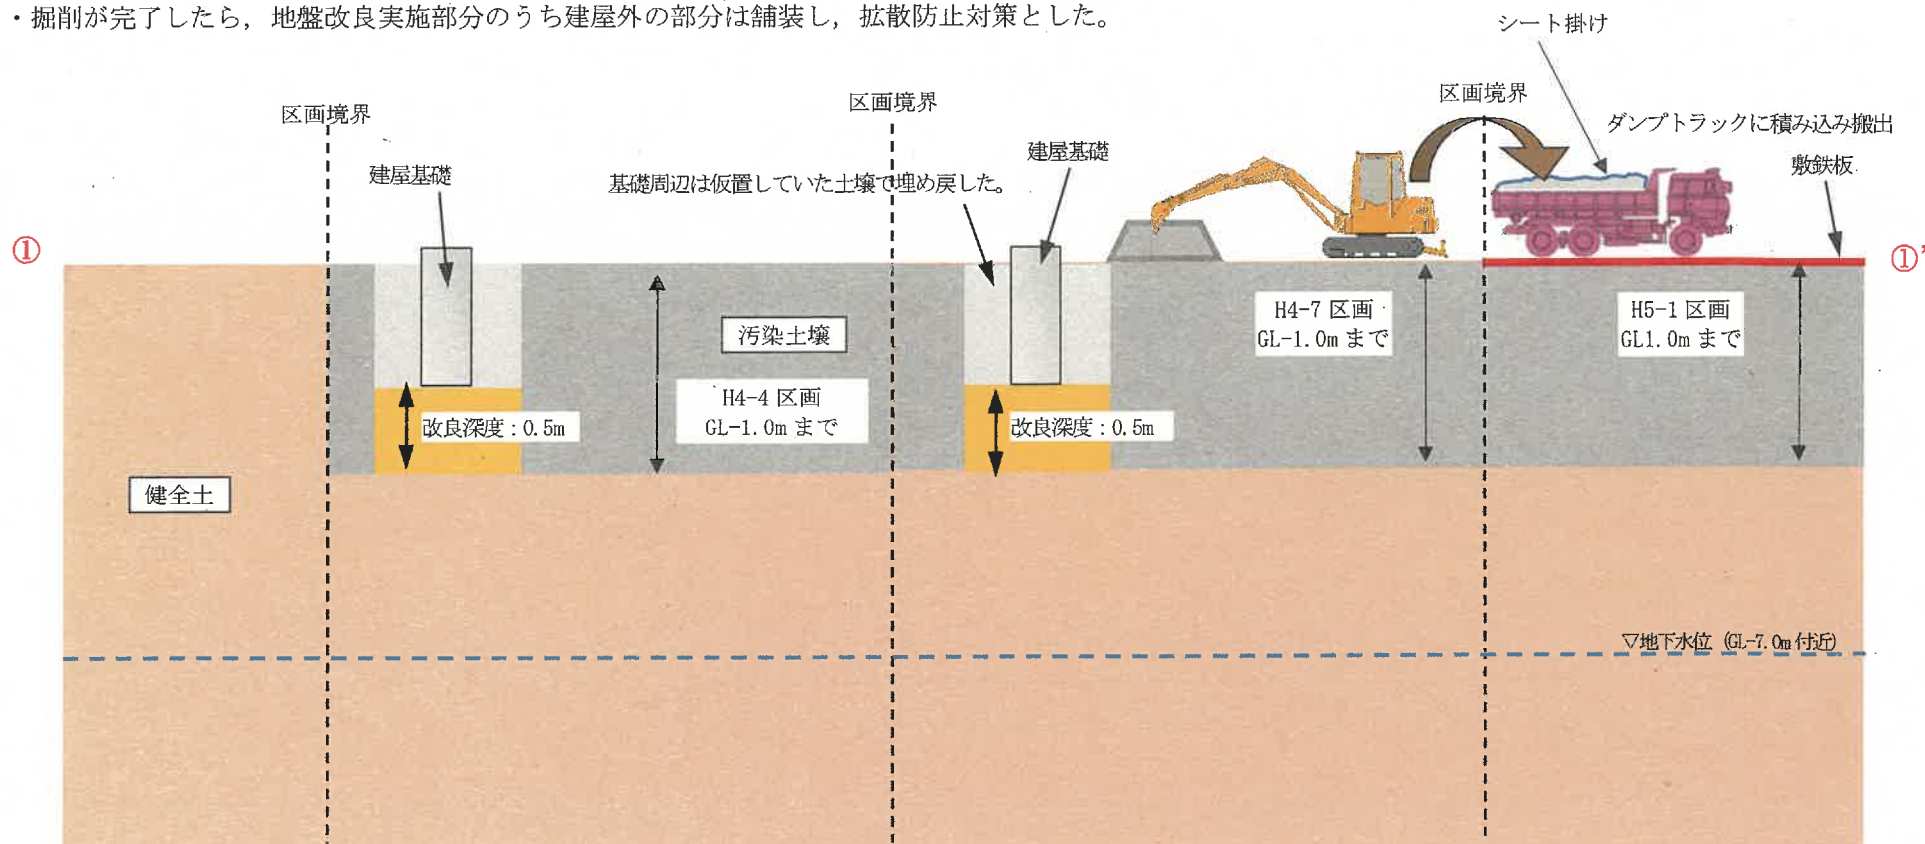 ・掘削が完了したら，地盤改良実施部分のうち建屋外の部分は舗装し，拡散防止対策とした。
シート掛け
区画境界
区画境界
区画境界
ダンプトラックに積み込み搬出
建屋基礎
建屋基礎
敷鉄板
基礎周辺は仮置していた土壌で埋め戻した。
①
①’
H4-7 区画
GL-1.0m まで
H5-1 区画
GL1.0m まで
汚染土壌
H4-4 区画
GL-1.0m まで
改良深度：0.5m
改良深度：0.5m
健全土
▽地下水位（GL-7.0m 付近）